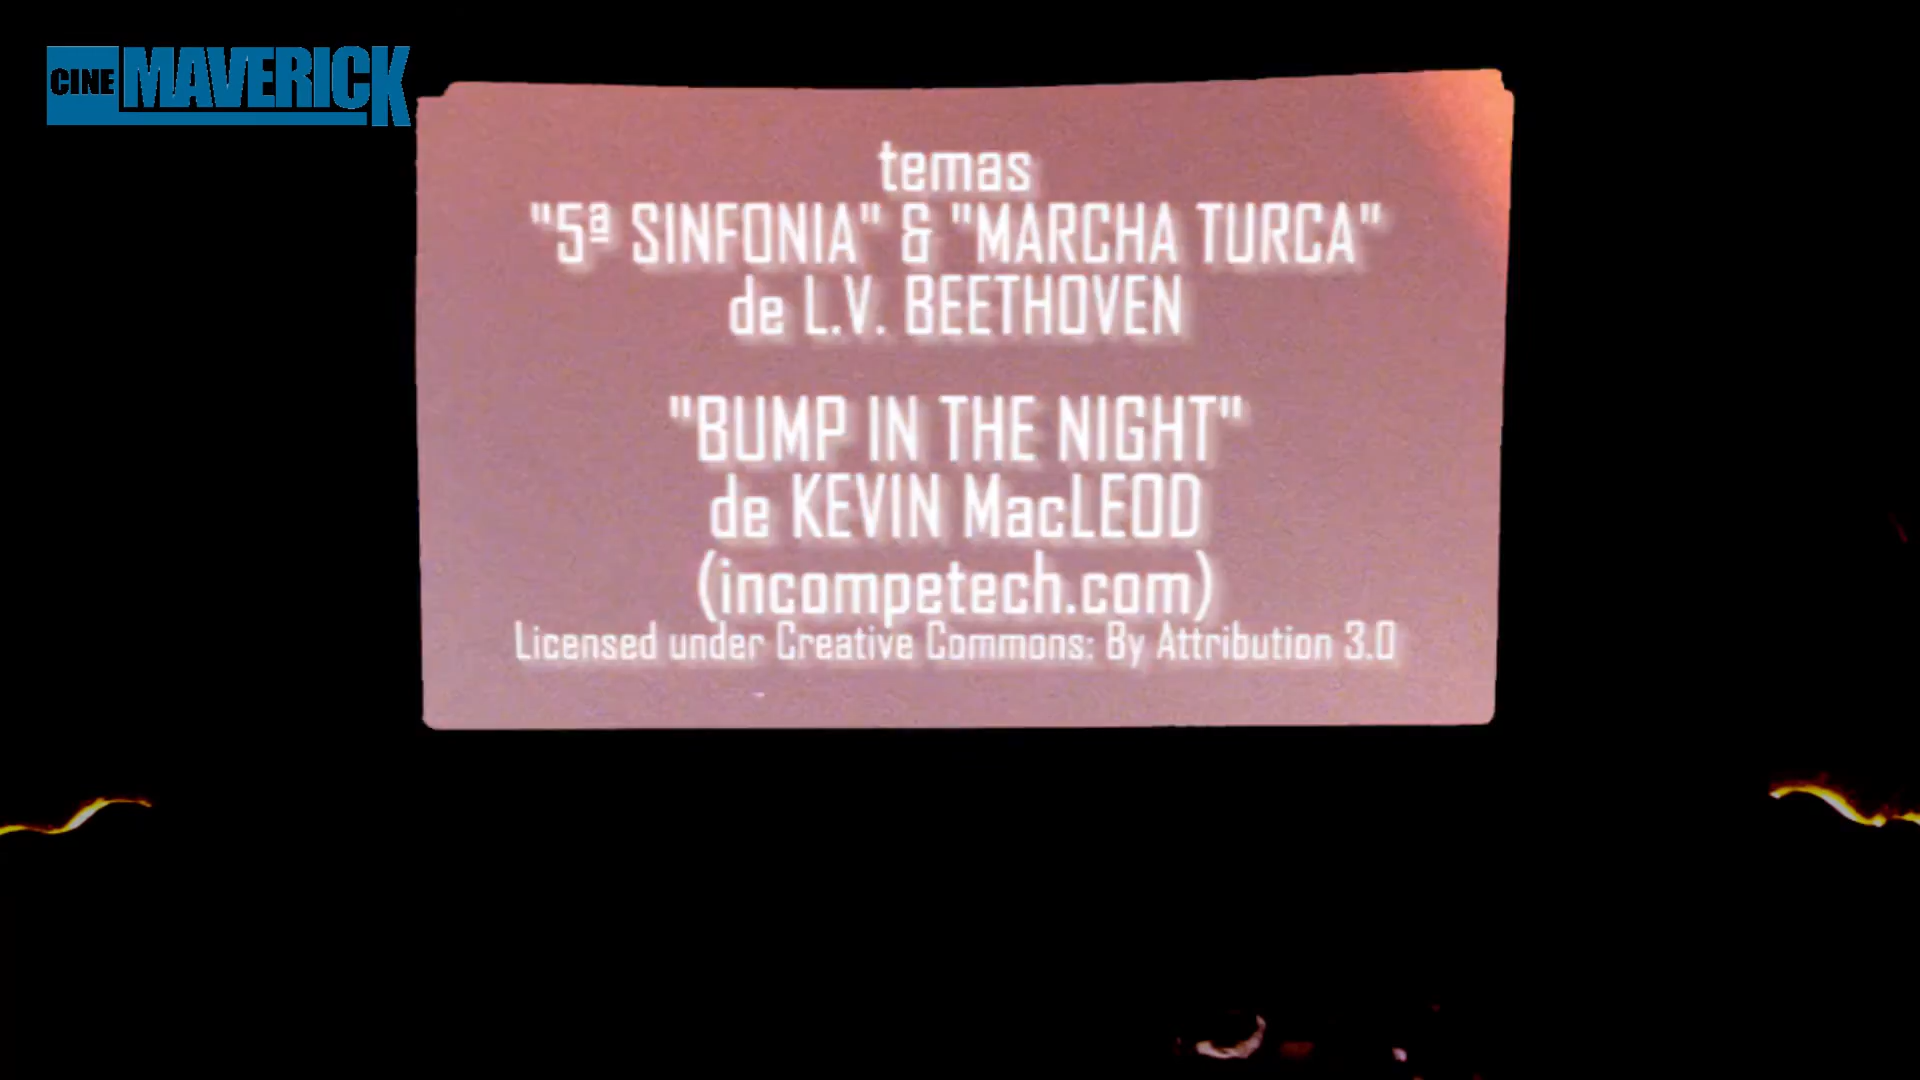 CINE MAVERICK
temas
"5ª SINFONIA" & "MARCHA TURCA"
de L.V. BEETHOVEN
"BUMP IN THE NIGHT"
de KEVIN MacLEOD
(incompetech.com)
Licensed under Creative Commons: By Attribution 3.0